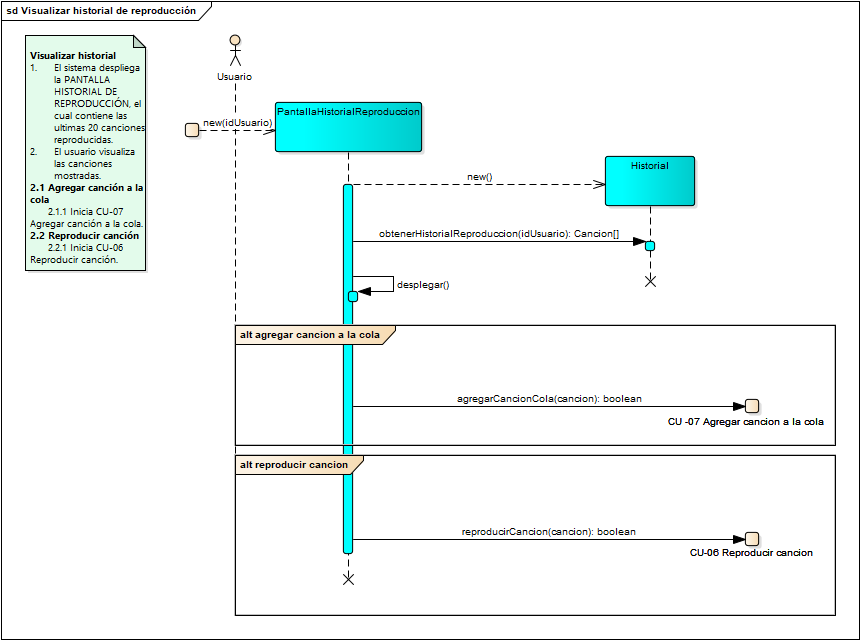 sd Visualizar historial de reproducción
Visualizar historial
1. El sistema despliega
la PANTALLA
HISTORIAL DE
REPRODUCCIÓN, el
cual contiene las
ultimas 20 canciones
reproducidas.
2. El usuario visualiza
las canciones
mostradas.
2.1 Agregar canción a la
cola
2.1.1 Inicia CU-07
Agregar canción a la cola.
2.2 Reproducir canción
2.2.1 Inicia CU-06
Reproducir canción.
Usuario
new(idUsuario)
PantallaHistorialReproduccion
new()
Historial
obtenerHistorialReproduccion(idUsuario): Cancion[]
desplegar()
alt agregar cancion a la cola
agregarCancionCola(cancion): boolean
CU -07 Agregar cancion a la cola
alt reproducir cancion
reproducirCancion(cancion): boolean
CU-06 Reproducir cancion